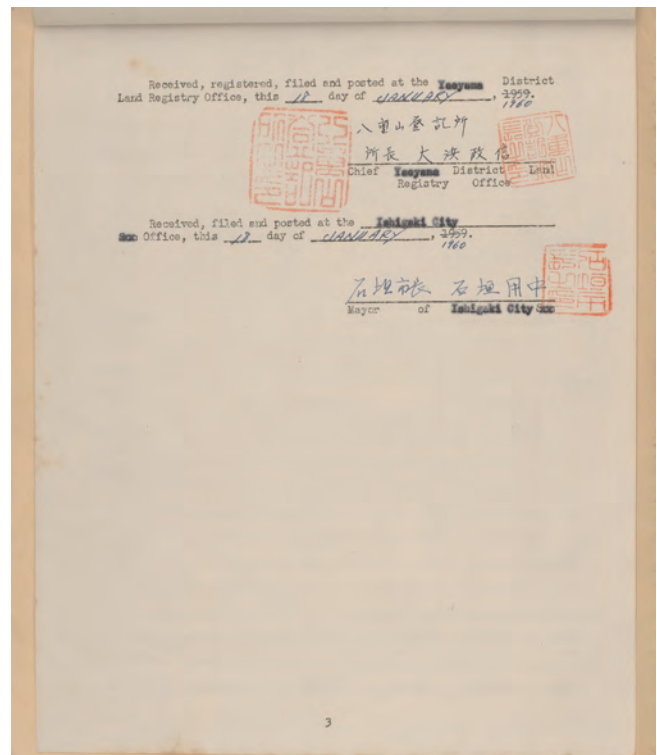 Received, registered, filed and posted at the Yaeyama District
Land Registry Office, this 18 day of JANUARY, 1959.
1960
八重山登記所
所長 大浜政信
Chief Yaeyama District Land
Registry Office
Received, filed and posted at the Ishigaki City
Office, this 18 day of JANUARY, 1959.
1960
石垣市長 石垣用中
Mayor of Ishigaki City
3